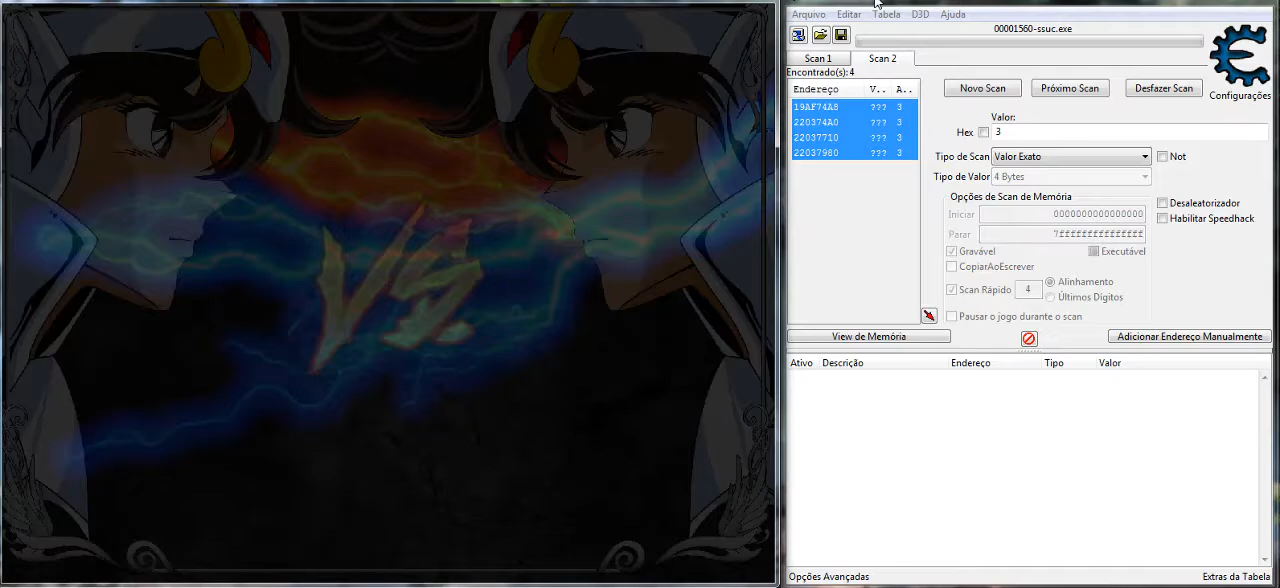 VS
Arquivo Editar Tabela D3D Ajuda
00001560-ssuc.exe
Scan 1 Scan 2
Encontrado(s):4
Endereço V.. A..
19AF74A8 ??? 3
220374A0 ??? 3
22037710 ??? 3
22037980 ??? 3
Novo Scan Próximo Scan Desfazer Scan
Configurações
Valor:
Hex 3
Tipo de Scan Valor Exato Not
Tipo de Valor 4 Bytes
Opções de Scan de Memória
Iniciar 0000000000000000
Parar 7fffffffffffffff
Desaleatorizador
Habilitar Speedhack
Gravável Executável
CopiarAoEscrever
Scan Rápido 4 Alinhamento
Últimos Dígitos
Pausar o jogo durante o scan
View de Memória Adicionar Endereço Manualmente
Ativo Descrição Endereço Tipo Valor
Opções Avançadas Extras da Tabela